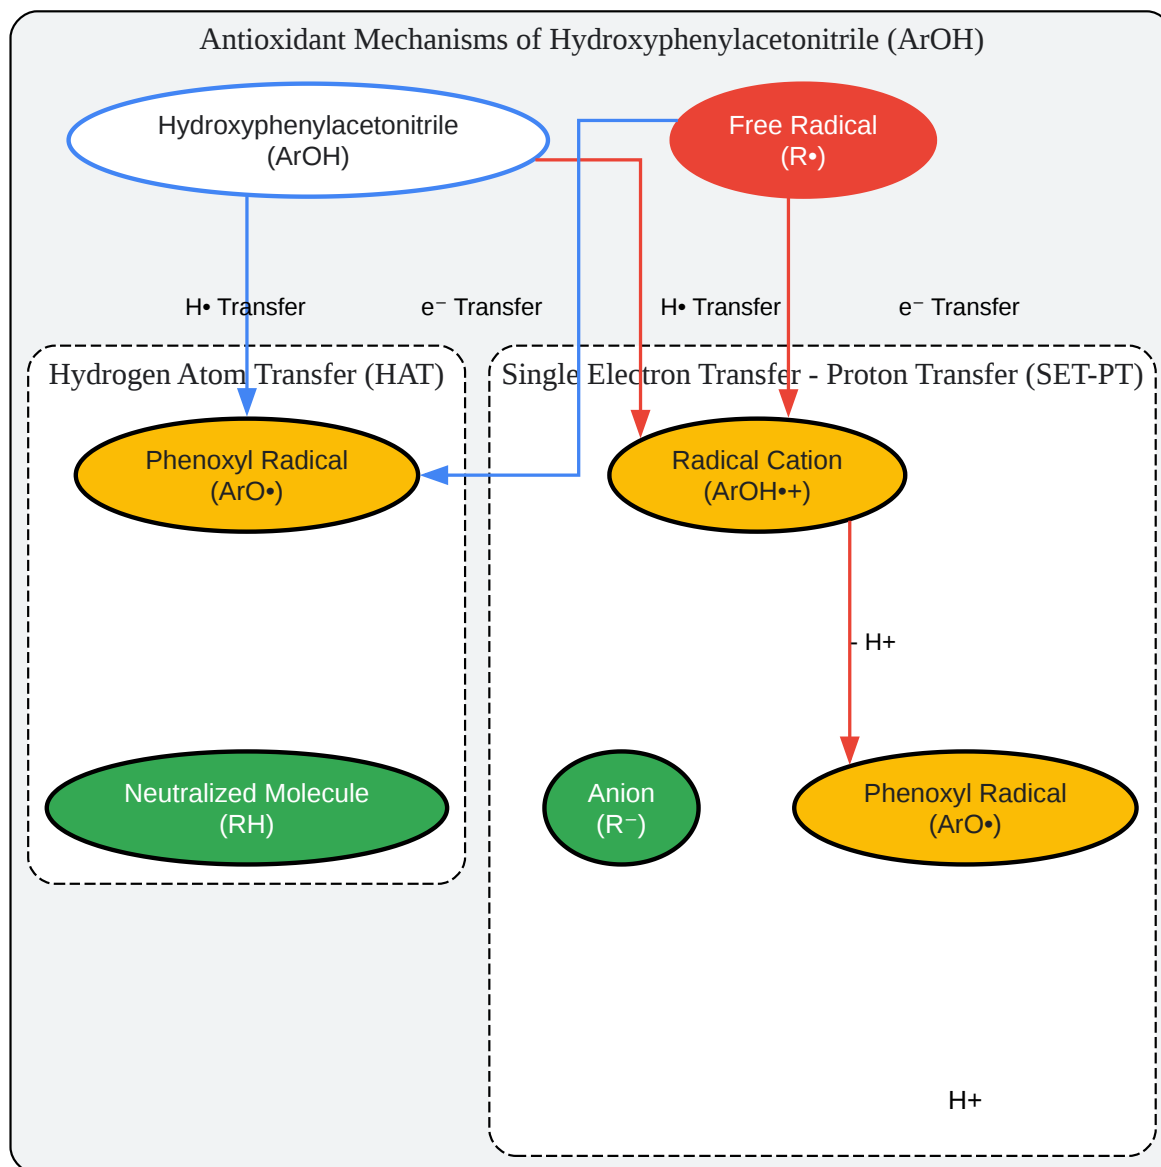 Antioxidant Mechanisms of Hydroxyphenylacetonitrile (ArOH)
Hydroxyphenylacetonitrile
(ArOH)
Free Radical
(R•)
H• Transfer
e⁻ Transfer
H• Transfer
e⁻ Transfer
Hydrogen Atom Transfer (HAT)
Phenoxyl Radical
(ArO•)
Neutralized Molecule
(RH)
Single Electron Transfer - Proton Transfer (SET-PT)
Radical Cation
(ArOH•+)
- H+
Anion
(R⁻)
Phenoxyl Radical
(ArO•)
H+